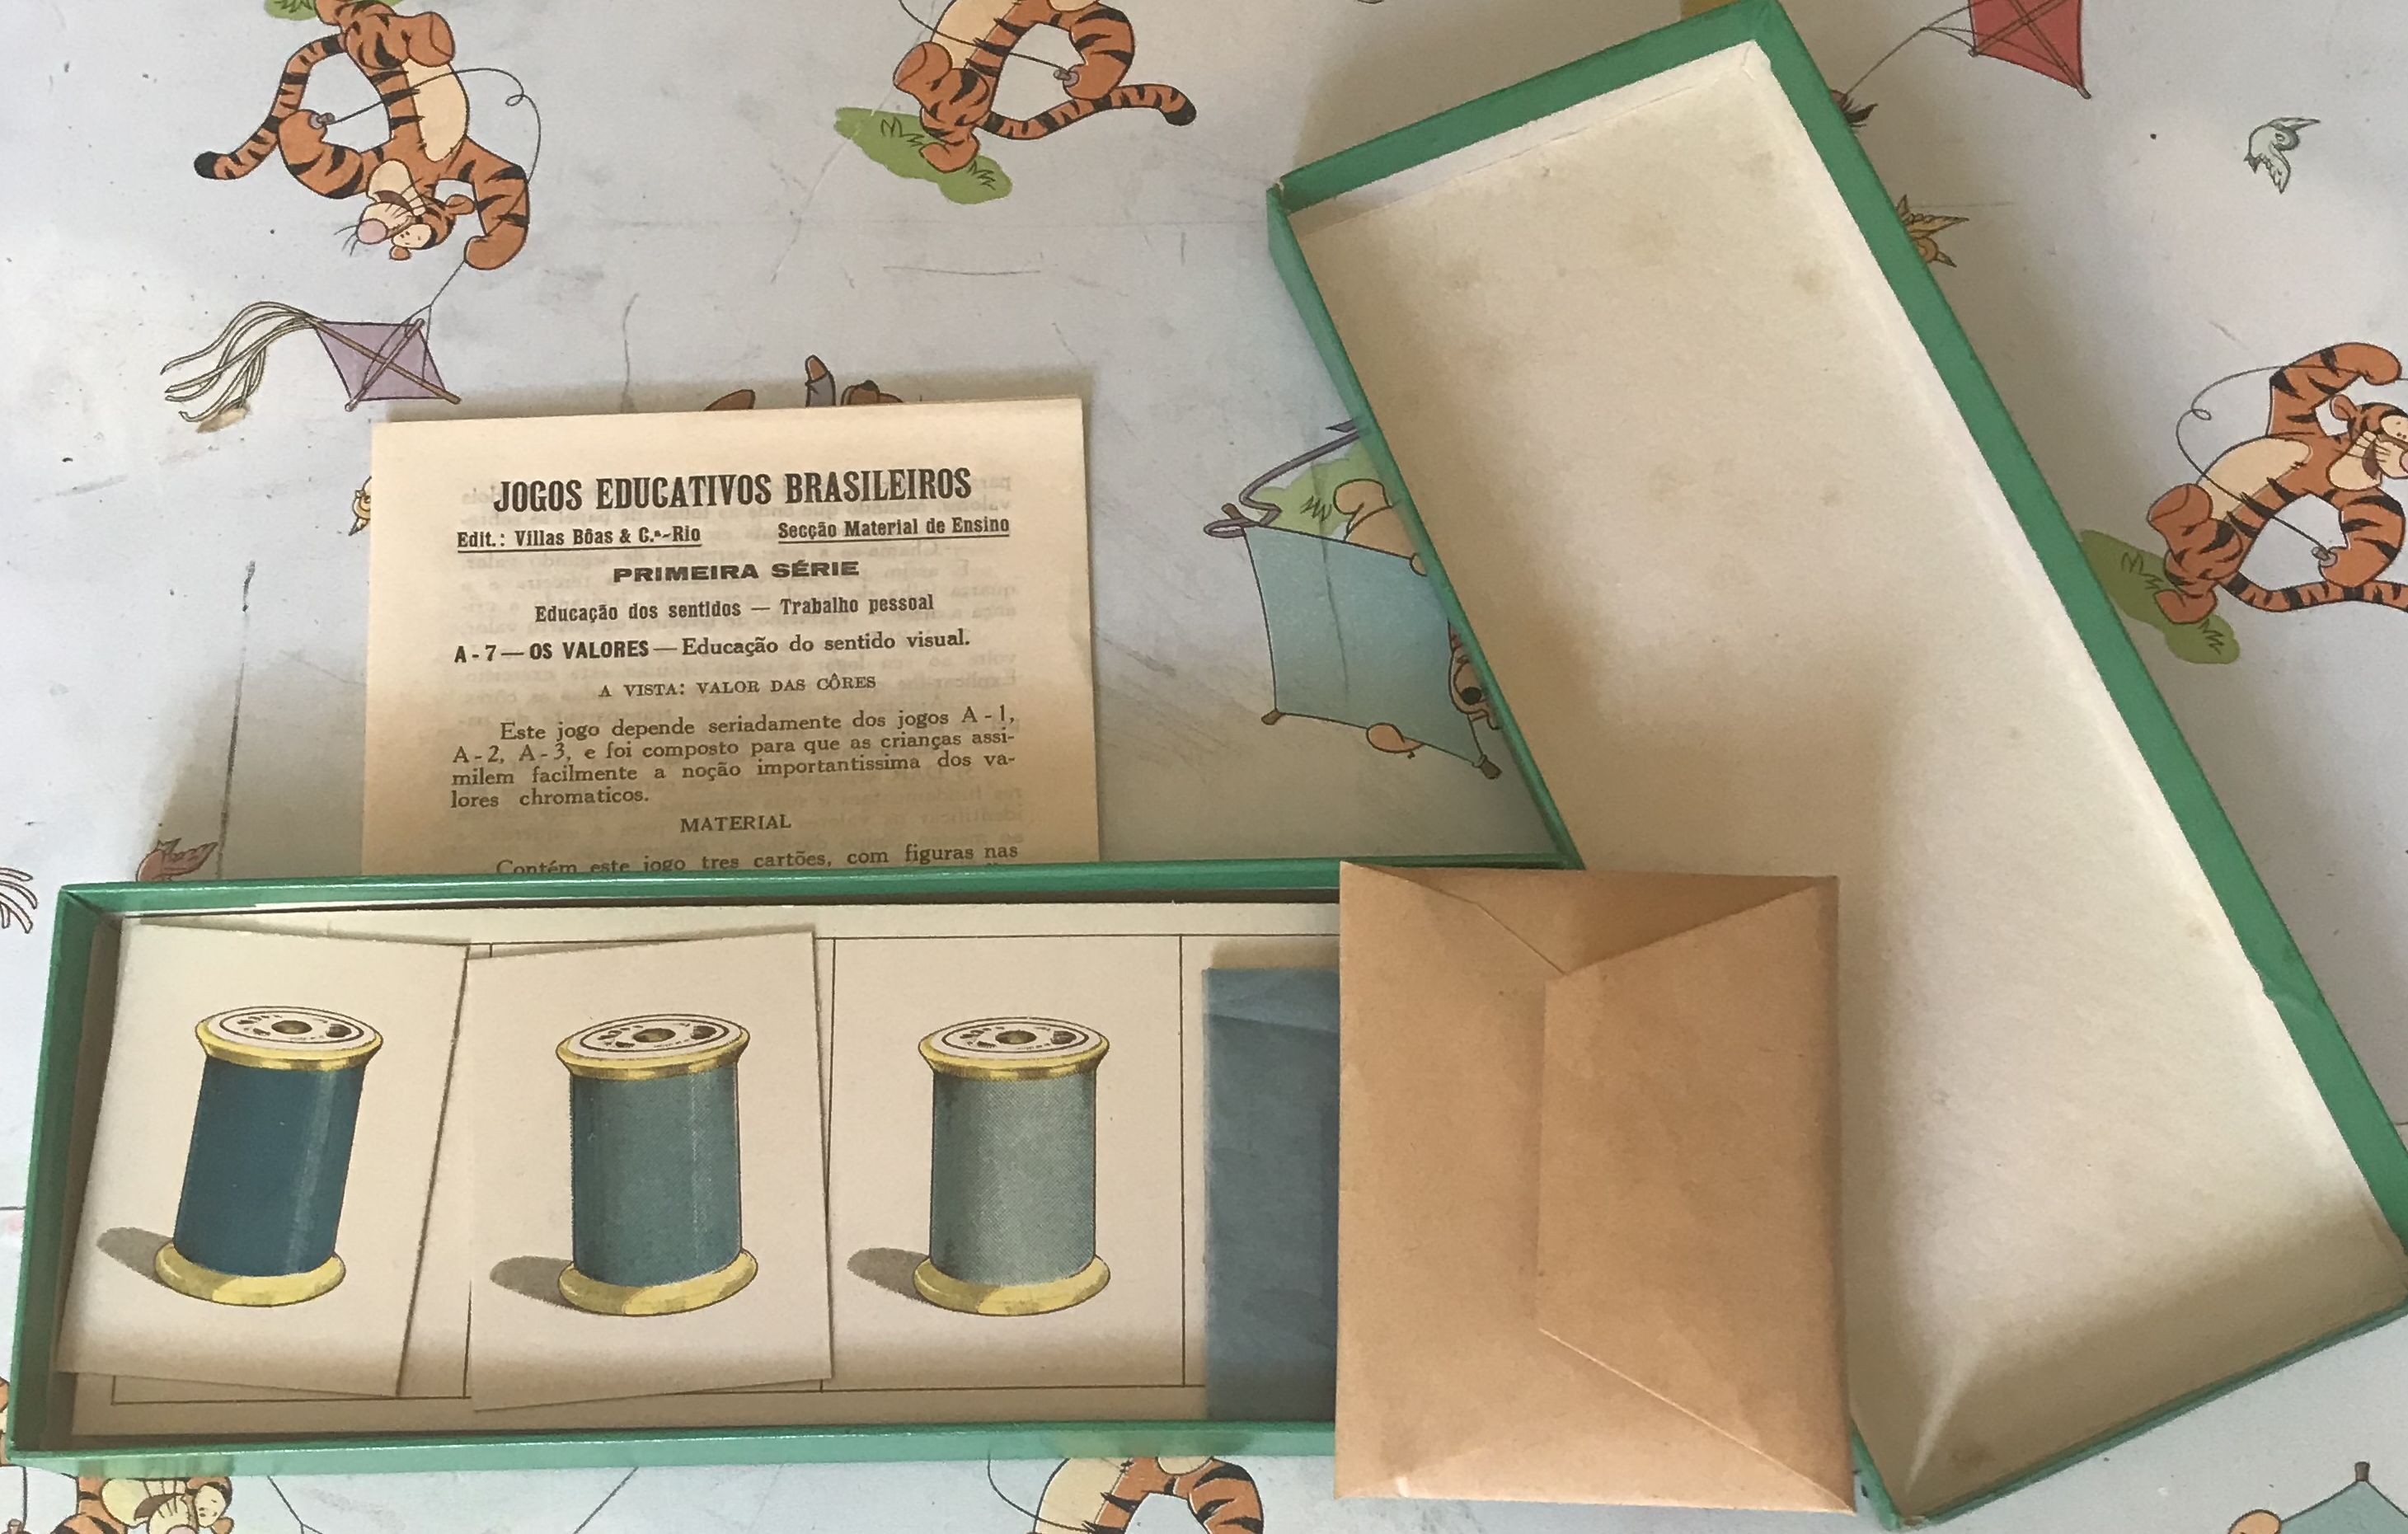 JOGOS EDUCATIVOS BRASILEIROS
Edit.: Villas Bôas & C.ª-Rio Secção Material de Ensino
PRIMEIRA SÉRIE
Educação dos sentidos — Trabalho pessoal
A-7 — OS VALORES — Educação do sentido visual.
A VISTA: VALOR DAS CÔRES
Este jogo depende seriadamente dos jogos A-1,
A-2, A-3, e foi composto para que as crianças assi-
milem facilmente a noção importantissima dos va-
lores chromaticos.
MATERIAL
Contém este jogo tres cartões, com figuras nas